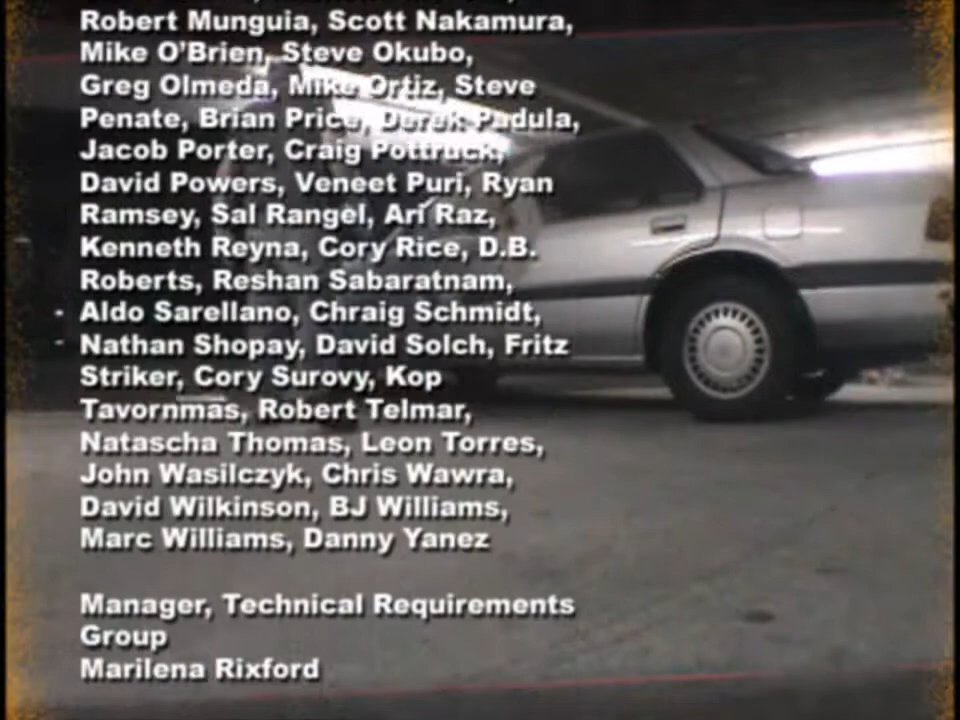 Robert Munguia, Scott Nakamura,
Mike O'Brien, Steve Okubo,
Greg Olmeda, Mike Ortiz, Steve
Penate, Brian Price, Derek Padula,
Jacob Porter, Craig Pottruck,
David Powers, Veneet Puri, Ryan
Ramsey, Sal Rangel, Ari Raz,
Kenneth Reyna, Cory Rice, D.B.
Roberts, Reshan Sabaratnam,
Aldo Sarellano, Chraig Schmidt,
Nathan Shopay, David Solch, Fritz
Striker, Cory Surovy, Kop
Tavornmas, Robert Telmar,
Natascha Thomas, Leon Torres,
John Wasilczyk, Chris Wawra,
David Wilkinson, BJ Williams,
Marc Williams, Danny Yanez
Manager, Technical Requirements
Group
Marilena Rixford